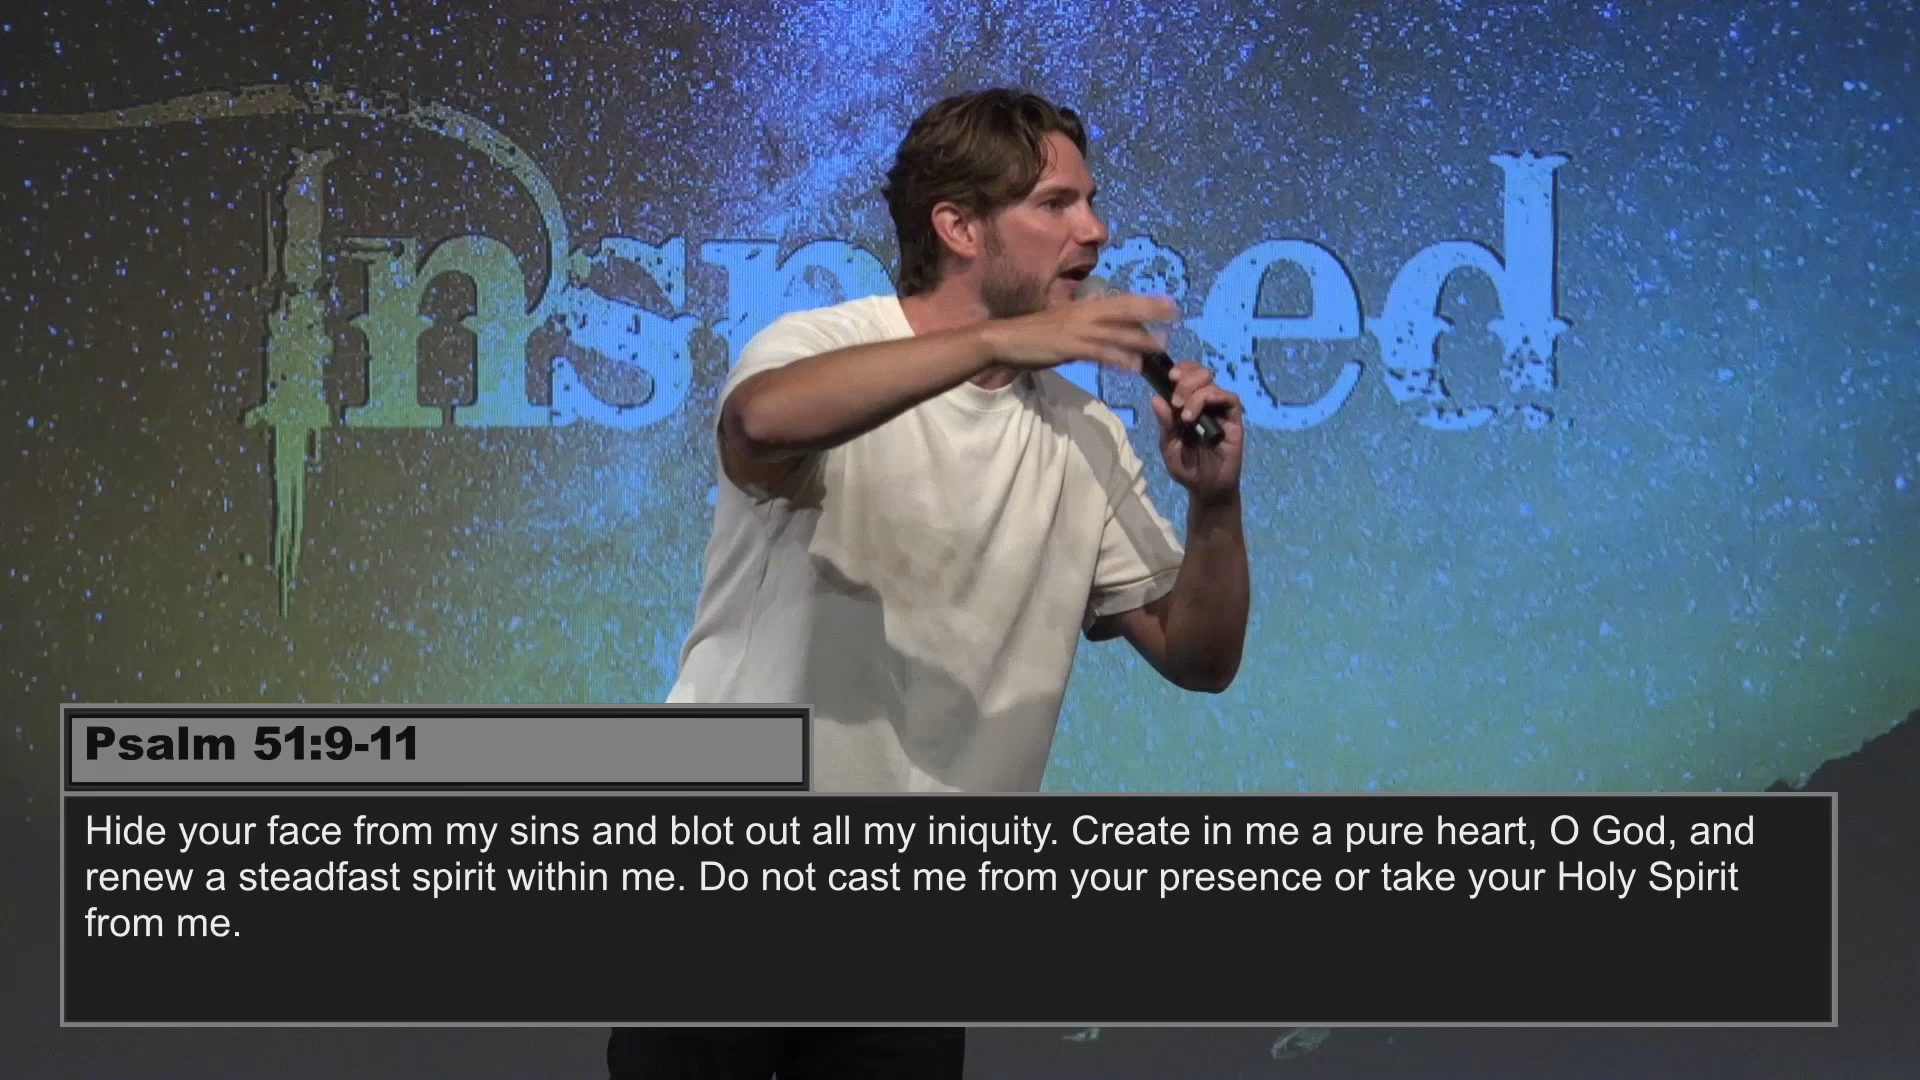 Inspired
Psalm 51:9-11
Hide your face from my sins and blot out all my iniquity. Create in me a pure heart, O God, and
renew a steadfast spirit within me. Do not cast me from your presence or take your Holy Spirit
from me.